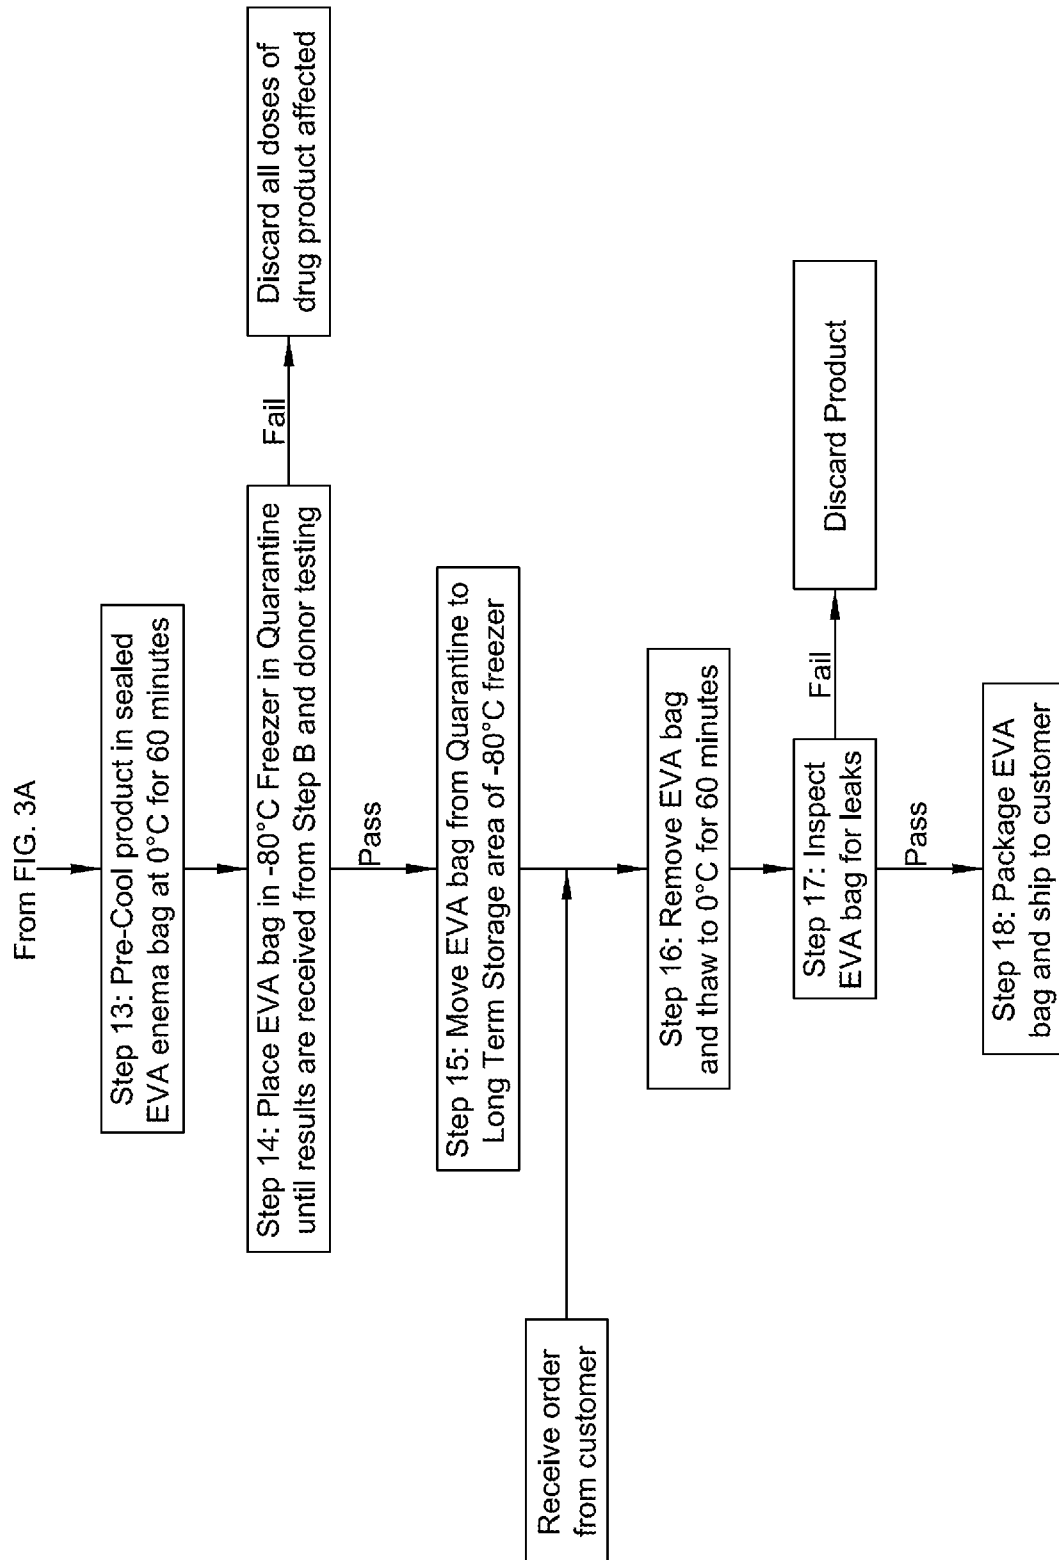 From FIG. 3A
Step 13: Pre-Cool product in sealed
EVA enema bag at 0°C for 60 minutes
Step 14: Place EVA bag in -80°C Freezer in Quarantine
until results are received from Step B and donor testing
Fail
Discard all doses of
drug product affected
Pass
Step 15: Move EVA bag from Quarantine to
Long Term Storage area of -80°C freezer
Receive order
from customer
Step 16: Remove EVA bag
and thaw to 0°C for 60 minutes
Step 17: Inspect
EVA bag for leaks
Fail
Discard Product
Pass
Step 18: Package EVA
bag and ship to customer